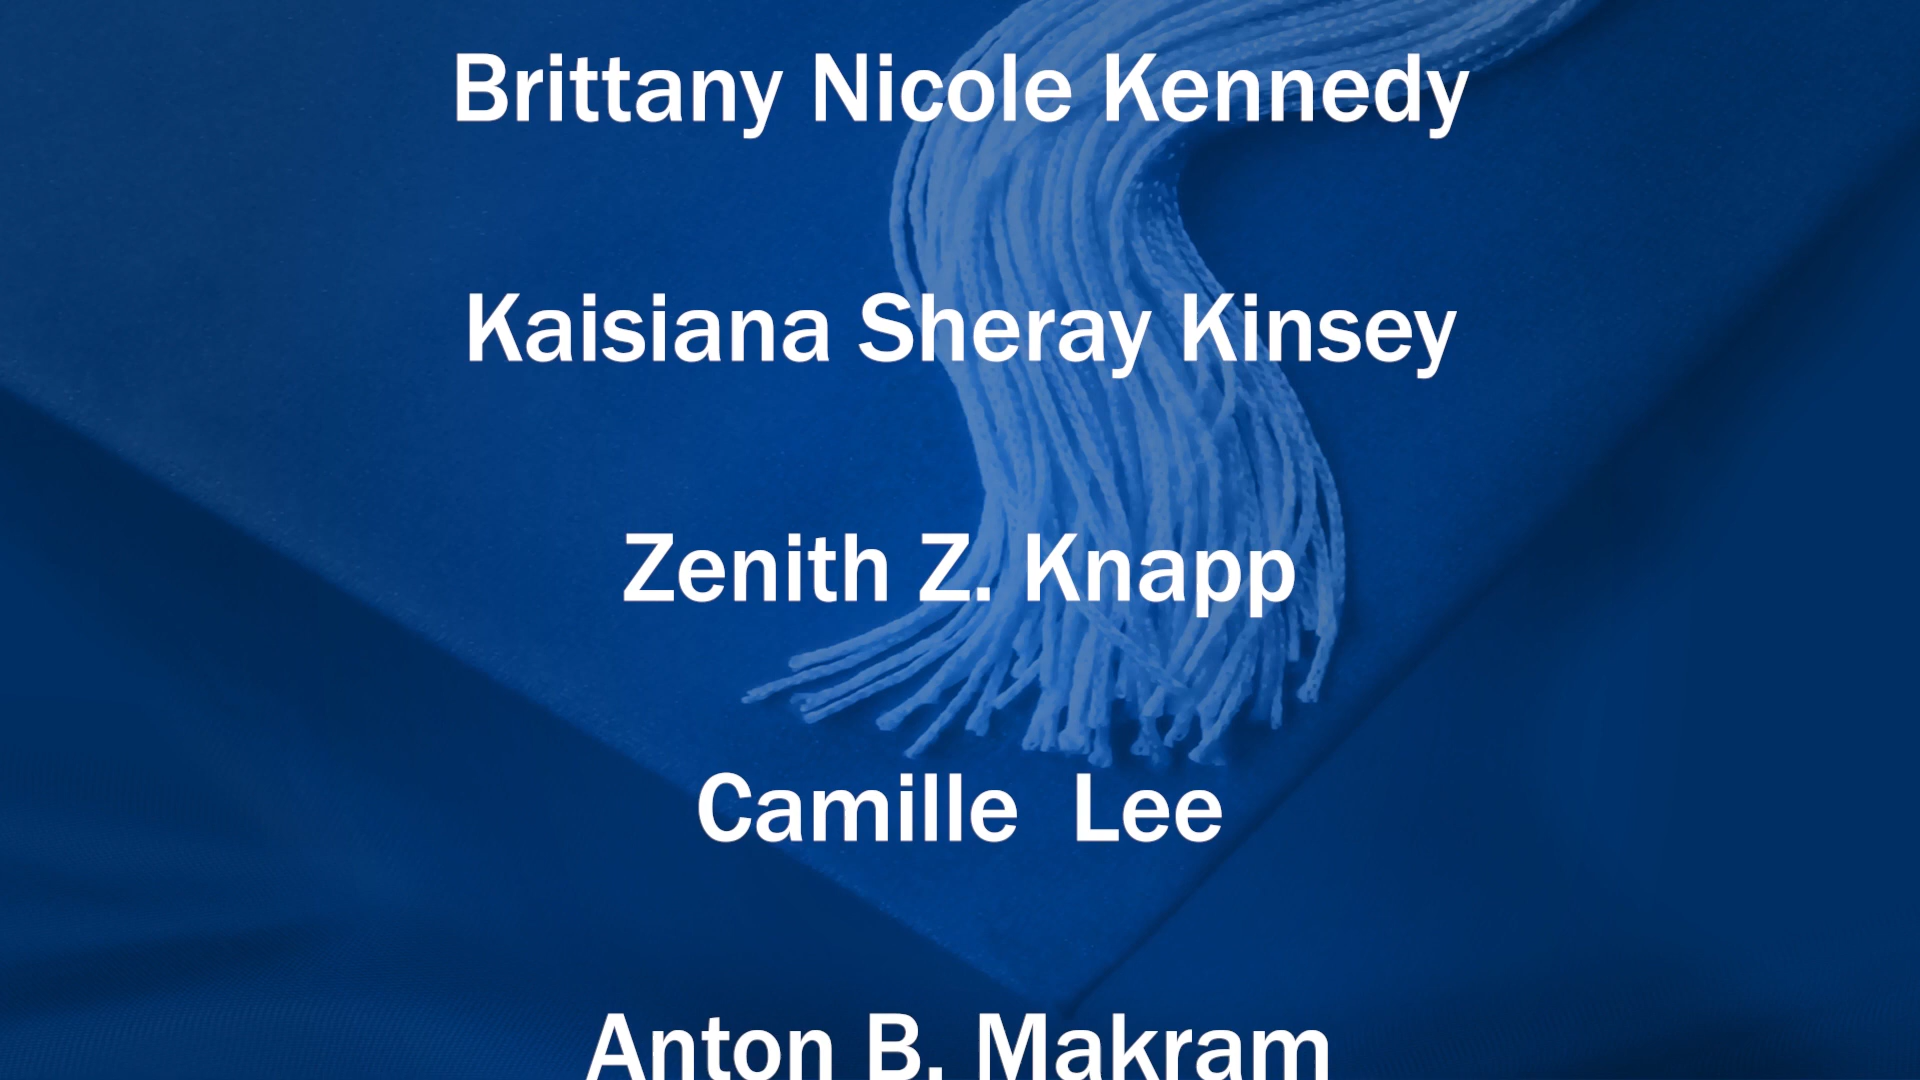 Brittany Nicole Kennedy
Kaisiana Sheray Kinsey
Zenith Z. Knapp
Camille  Lee
Anton B. Makram